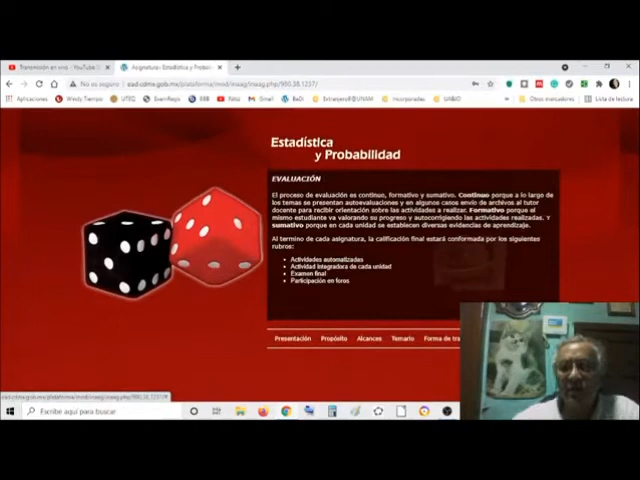 Transmisión en vivo - YouTube
Asignatura: Estadística y Probab
No es seguro | ead.cdmx.gob.mx/plataforma/mod/imsag/imsag.php/990.38.1237/
Aplicaciones Windy Tiempo UTEQ ExamRegis BBB Gmail BeDi Extranjero@UNAM Incorporadas Otros marcadores Lista de lectura
Estadística
y Probabilidad
EVALUACIÓN
El proceso de evaluación es continuo, formativo y sumativo. Continuo porque a lo largo de
los temas se presentan autoevaluaciones y en algunos casos envío de archivos al tutor
docente para recibir orientación sobre las actividades a realizar. Formativo porque el
mismo estudiante va valorando su progreso y autocorrigiendo las actividades realizadas. Y
sumativo porque en cada unidad se establecen diversas evidencias de aprendizaje.
Al termino de cada asignatura, la calificación final estará conformada por los siguientes
rubros:
Actividades automatizadas
Actividad integradora de cada unidad
Examen final
Participación en foros
Presentación Propósito Alcances Temario Forma de tra
Escribe aquí para buscar